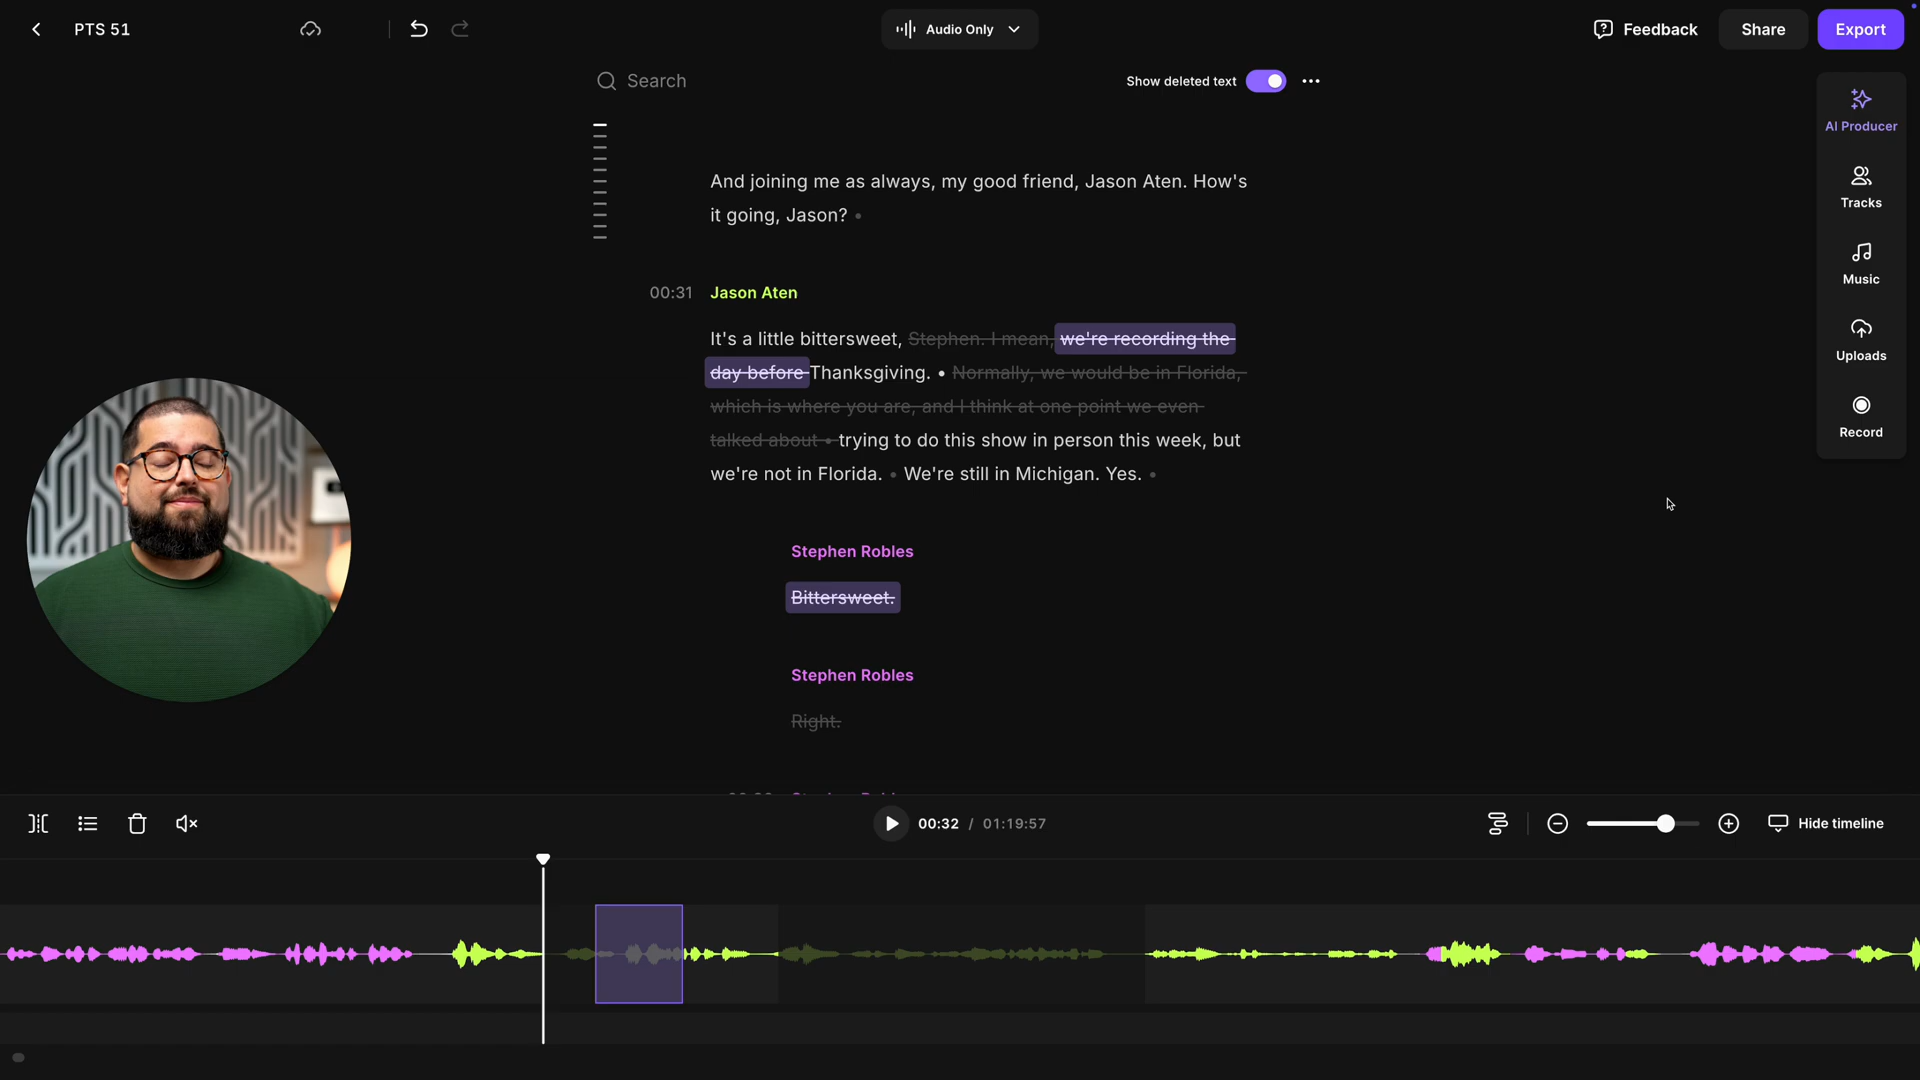 PTS 51
Audio Only
Feedback
Share
Export
Search
Show deleted text
AI Producer
Tracks
Music
Uploads
Record
And joining me as always, my good friend, Jason Aten. How's
it going, Jason? •
00:31 Jason Aten
It's a little bittersweet, Stephen. I mean, we're recording the
day before Thanksgiving. • Normally, we would be in Florida,
which is where you are, and I think at one point we even
talked about • trying to do this show in person this week, but
we're not in Florida. • We're still in Michigan. Yes. •
Stephen Robles
Bittersweet.
Stephen Robles
Right.
00:32 / 01:19:57
Hide timeline